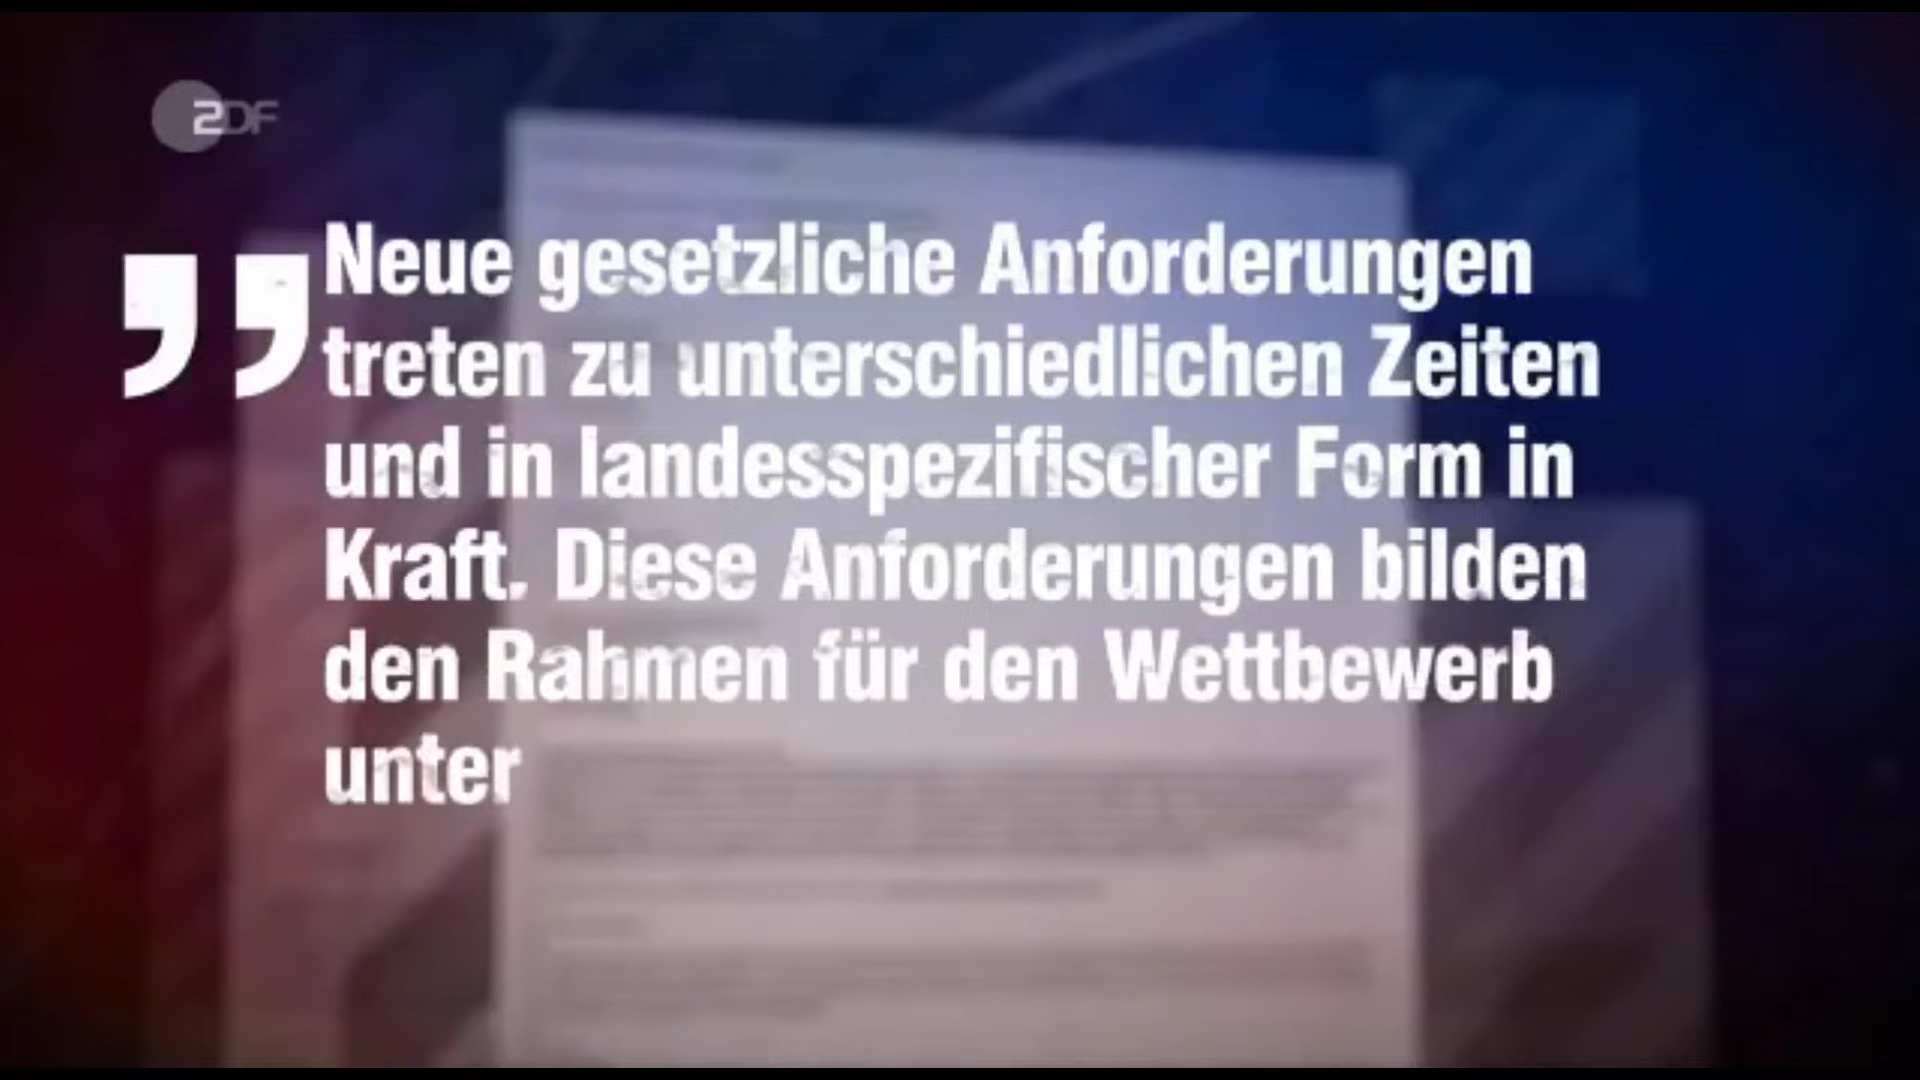 ZDF
„Neue gesetzliche Anforderungen
treten zu unterschiedlichen Zeiten
und in landesspezifischer Form in
Kraft. Diese Anforderungen bilden
den Rahmen für den Wettbewerb
unter